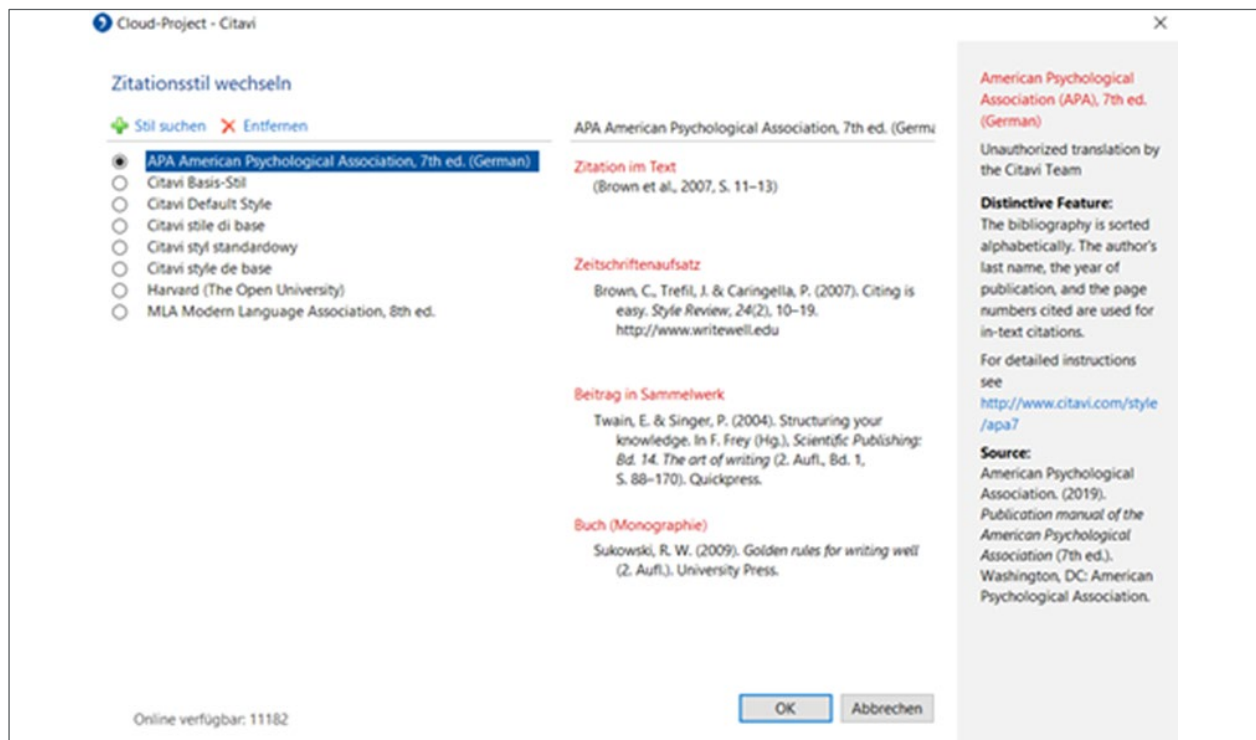 Cloud-Project - Citavi
Zitationsstil wechseln
Stil suchen Entfernen
APA American Psychological Association, 7th ed. (German)
Citavi Basis-Stil
Citavi Default Style
Citavi stile di base
Citavi styl standardowy
Citavi style de base
Harvard (The Open University)
MLA Modern Language Association, 8th ed.
Online verfügbar: 11182
APA American Psychological Association, 7th ed. (Germa
Zitation im Text
(Brown et al., 2007, S. 11–13)
Zeitschriftenaufsatz
Brown, C., Trefil, J. & Caringella, P. (2007). Citing is
easy. Style Review, 24(2), 10–19.
http://www.writewell.edu
Beitrag in Sammelwerk
Twain, E. & Singer, P. (2004). Structuring your
knowledge. In F. Frey (Hg.), Scientific Publishing:
Bd. 14. The art of writing (2. Aufl., Bd. 1,
S. 88–170). Quickpress.
Buch (Monographie)
Sukowski, R. W. (2009). Golden rules for writing well
(2. Aufl.). University Press.
OK Abbrechen
American Psychological
Association (APA), 7th ed.
(German)
Unauthorized translation by
the Citavi Team
Distinctive Feature:
The bibliography is sorted
alphabetically. The author's
last name, the year of
publication, and the page
numbers cited are used for
in-text citations.
For detailed instructions
see
http://www.citavi.com/style
/apa7
Source:
American Psychological
Association. (2019).
Publication manual of the
American Psychological
Association (7th ed.).
Washington, DC: American
Psychological Association.